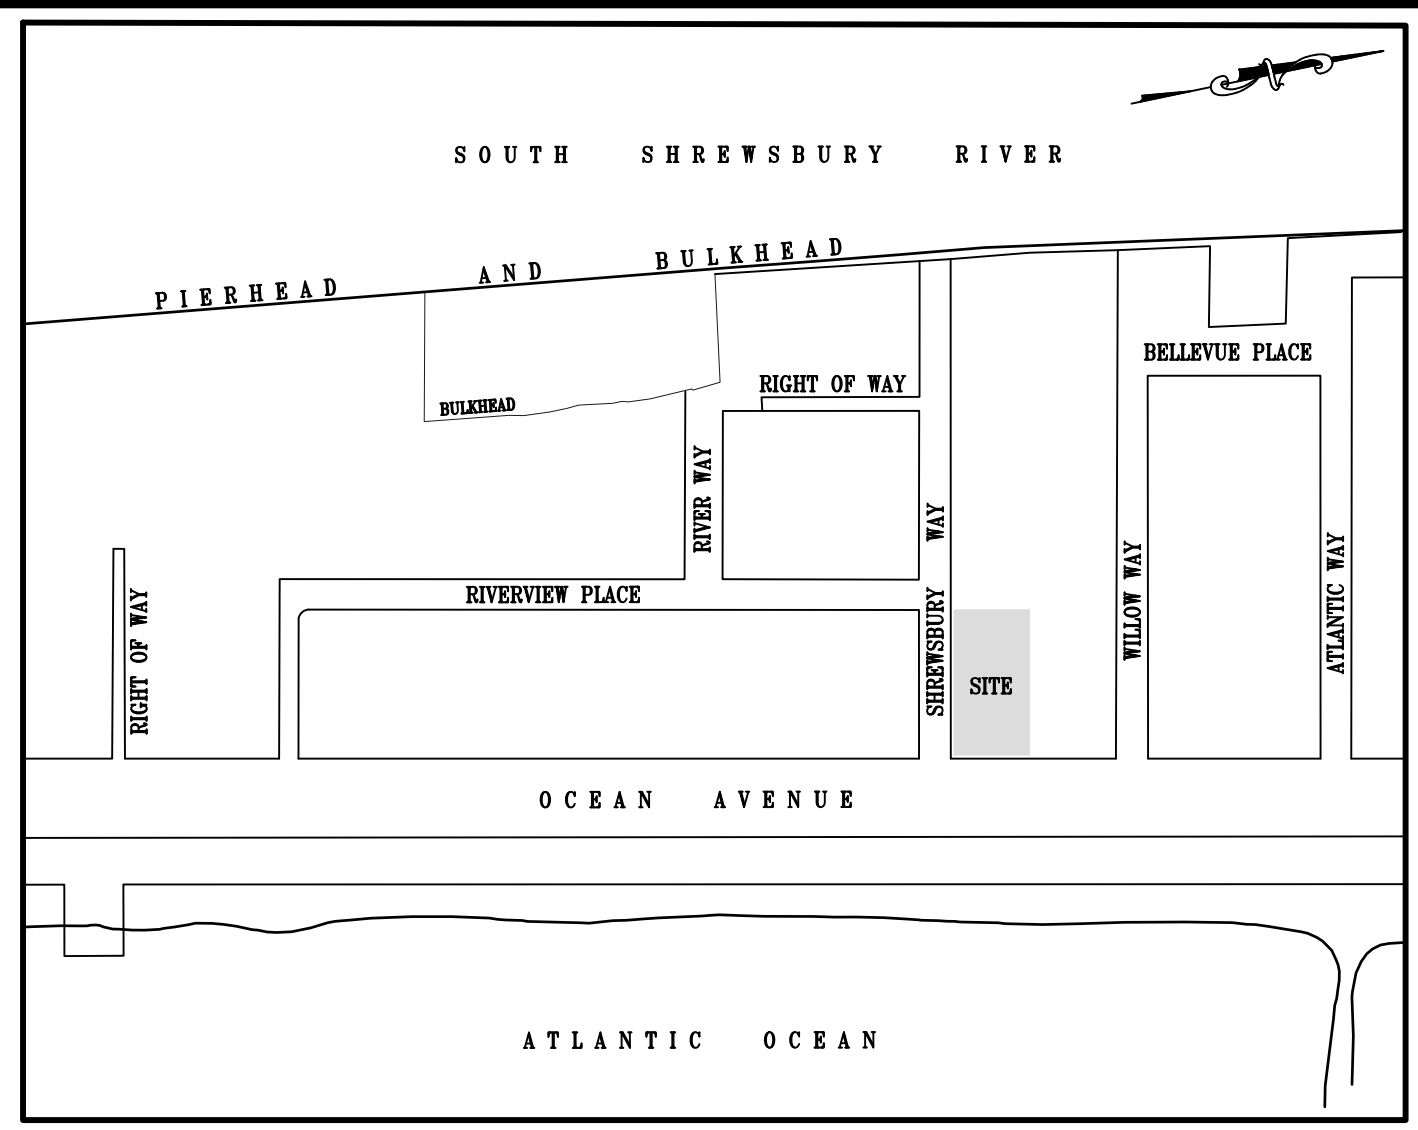 N
SOUTH SHREWSBURY RIVER
PIERHEAD AND BULKHEAD
BELLEVUE PLACE
RIGHT OF WAY
BULKHEAD
RIVER WAY
SHREWSBURY WAY
WILLOW WAY
ATLANTIC WAY
RIGHT OF WAY
RIVERVIEW PLACE
SITE
OCEAN AVENUE
ATLANTIC OCEAN